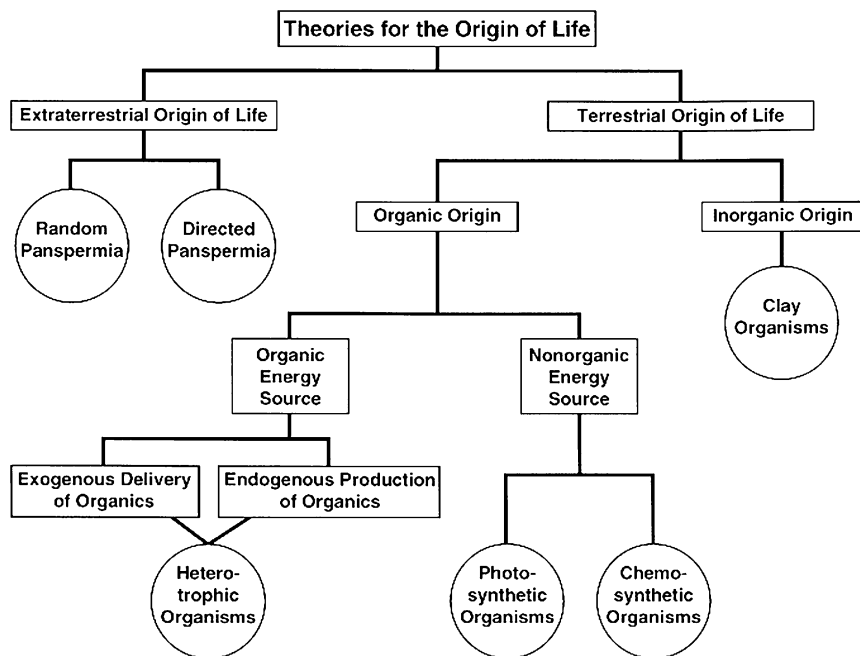 Theories for the Origin of Life
Extraterrestrial Origin of Life
Terrestrial Origin of Life
Random
Panspermia
Directed
Panspermia
Organic Origin
Inorganic Origin
Clay
Organisms
Organic
Energy
Source
Nonorganic
Energy
Source
Exogenous Delivery
of Organics
Endogenous Production
of Organics
Hetero-
trophic
Organisms
Photo-
synthetic
Organisms
Chemo-
synthetic
Organisms